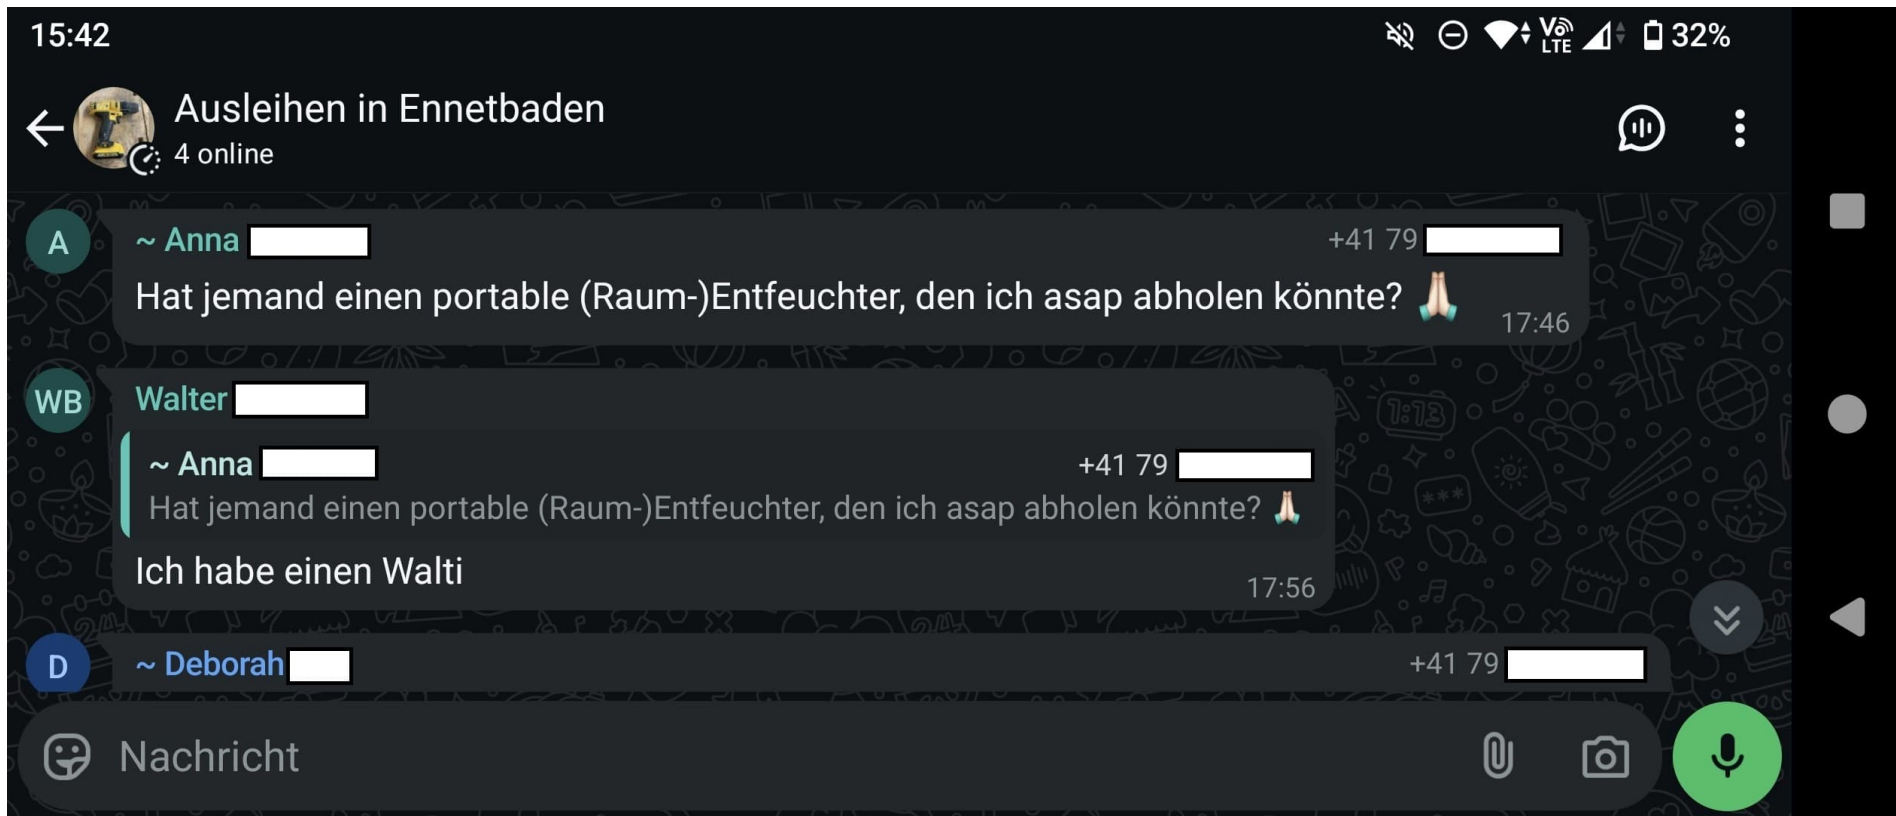 15:42
Vo LTE 32%
Ausleihen in Ennetbaden
4 online
A
~ Anna
+41 79
Hat jemand einen portable (Raum-)Entfeuchter, den ich asap abholen könnte? 🙏🏻
17:46
WB
Walter
~ Anna
+41 79
Hat jemand einen portable (Raum-)Entfeuchter, den ich asap abholen könnte? 🙏🏻
Ich habe einen Walti
17:56
D
~ Deborah
+41 79
Nachricht